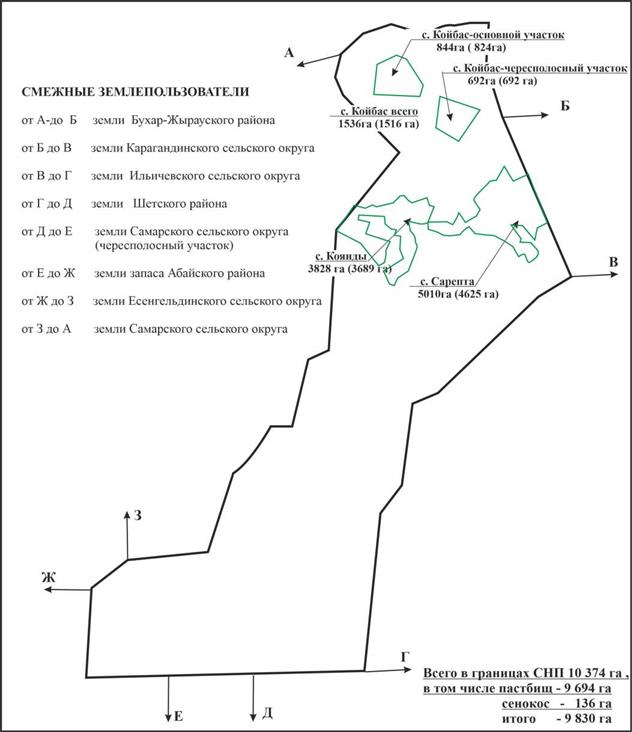 с. Койбас-основной участок
844га ( 824га)
А
с. Койбас-чересполосный участок
692га (692 га)
СМЕЖНЫЕ ЗЕМЛЕПОЛЬЗОВАТЕЛИ
с. Койбас всего
1536га (1516 га)
Б
от А-до Б земли Бухар-Жырауского района
от Б до В земли Карагандинского сельского округа
от В до Г земли Ильичевского сельского округа
от Г до Д земли Шетского района
от Д до Е земли Самарского сельского округа
(чересполосный участок)
от Е до Ж земли запаса Абайского района
от Ж до З земли Есенгельдинского сельского округа
от З до А земли Самарского сельского округа
с. Коянды
3828 га (3689 га)
В
с. Сарепта
5010га (4625 га)
З
Ж
Г
Е
Д
Всего в границах СНП 10 374 га ,
в том числе пастбищ - 9 694 га
сенокос - 136 га
итого - 9 830 га